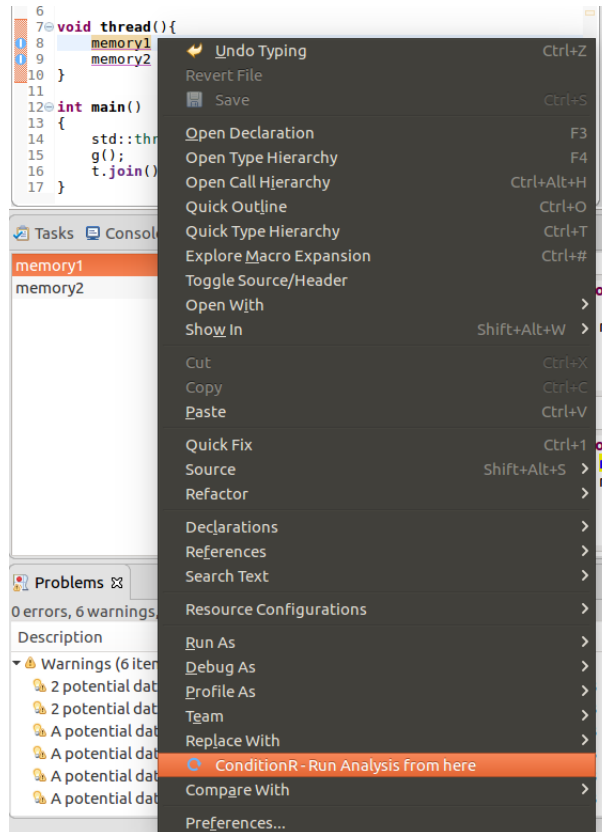 6
7 void thread(){
8 memory1
9 memory2
10 }
11
12 int main()
13 {
14 std::thr
15 g();
16 t.join()
17 }
Undo Typing Ctrl+Z
Revert File
Save Ctrl+S
Open Declaration F3
Open Type Hierarchy F4
Open Call Hierarchy Ctrl+Alt+H
Quick Outline Ctrl+O
Quick Type Hierarchy Ctrl+T
Explore Macro Expansion Ctrl+#
Toggle Source/Header
Open With
Show In Shift+Alt+W
Cut Ctrl+X
Copy Ctrl+C
Paste Ctrl+V
Quick Fix Ctrl+1
Source Shift+Alt+S
Refactor
Declarations
References
Search Text
Resource Configurations
Run As
Debug As
Profile As
Team
Replace With
ConditionR - Run Analysis from here
Compare With
Preferences...
Tasks Consol
memory1
memory2
Problems
0 errors, 6 warnings,
Description
Warnings (6 iter
2 potential dat
2 potential dat
A potential dat
A potential dat
A potential dat
A potential dat